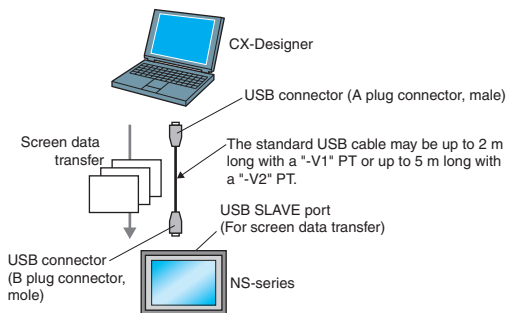 CX-Designer
USB connector (A plug connector, male)
Screen data
transfer
The standard USB cable may be up to 2 m
long with a "-V1" PT or up to 5 m long with
a "-V2" PT.
USB SLAVE port
(For screen data transfer)
USB connector
(B plug connector,
mole)
NS-series